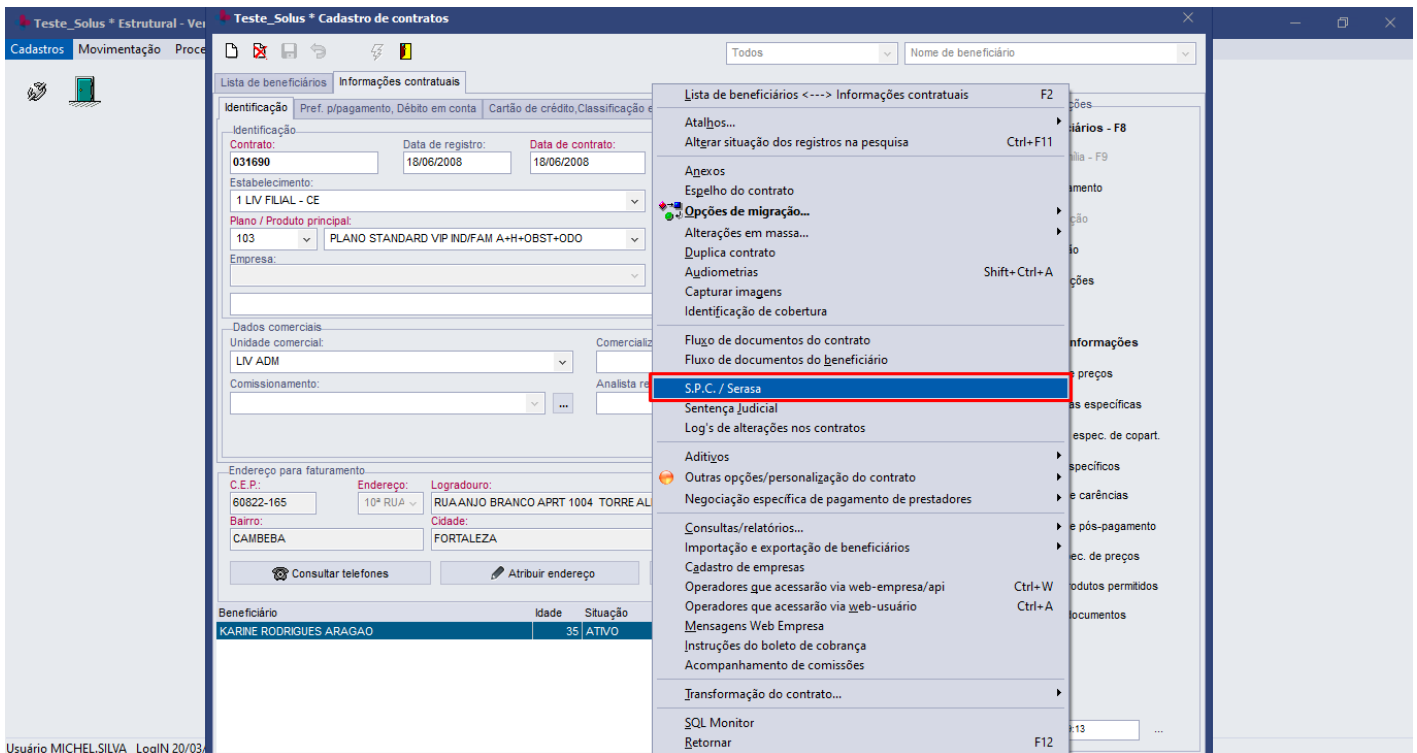 Teste_Solus * Estrutural - Ver
Teste_Solus * Cadastro de contratos
Cadastros Movimentação Proce
Todos
Nome de beneficiário
Lista de beneficiários
Informações contratuais
Identificação
Pref. p/pagamento, Débito em conta
Cartão de crédito,Classificação e
Identificação
Contrato:
Data de registro:
Data de contrato:
031690
18/06/2008
18/06/2008
Estabelecimento:
1 LIV FILIAL - CE
Plano / Produto principal:
103
PLANO STANDARD VIP IND/FAM A+H+OBST+ODO
Empresa:
Dados comerciais
Unidade comercial:
Comercializ
LIV ADM
Comissionamento:
Analista re
...
Endereço para faturamento
C.E.P.:
Endereço:
Logradouro:
60822-165
10ª RUA
RUA ANJO BRANCO APRT 1004 TORRE AL
Bairro:
Cidade:
CAMBEBA
FORTALEZA
Consultar telefones
Atribuir endereço
Beneficiário
Idade
Situação
KARINE RODRIGUES ARAGAO
35
ATIVO
Lista de beneficiários <---> Informações contratuais F2
Atalhos...
Alterar situação dos registros na pesquisa Ctrl+F11
Anexos
Espelho do contrato
Opções de migração...
Alterações em massa...
Duplica contrato
Audiometrias Shift+Ctrl+A
Capturar imagens
Identificação de cobertura
Fluxo de documentos do contrato
Fluxo de documentos do beneficiário
S.P.C. / Serasa
Sentença Judicial
Log's de alterações nos contratos
Aditivos
Outras opções/personalização do contrato
Negociação específica de pagamento de prestadores
Consultas/relatórios...
Importação e exportação de beneficiários
Cadastro de empresas
Operadores que acessarão via web-empresa/api Ctrl+W
Operadores que acessarão via web-usuário Ctrl+A
Mensagens Web Empresa
Instruções do boleto de cobrança
Acompanhamento de comissões
Transformação do contrato...
SQL Monitor
Retornar F12
ções
iários - F8
ília - F9
amento
ção
ão
ções
nformações
e preços
as específicas
espec. de copart.
specíficos
e carências
e pós-pagamento
ec. de preços
odutos permitidos
locumentos
:13
...
Usuário MICHEL.SILVA LogIN 20/03/